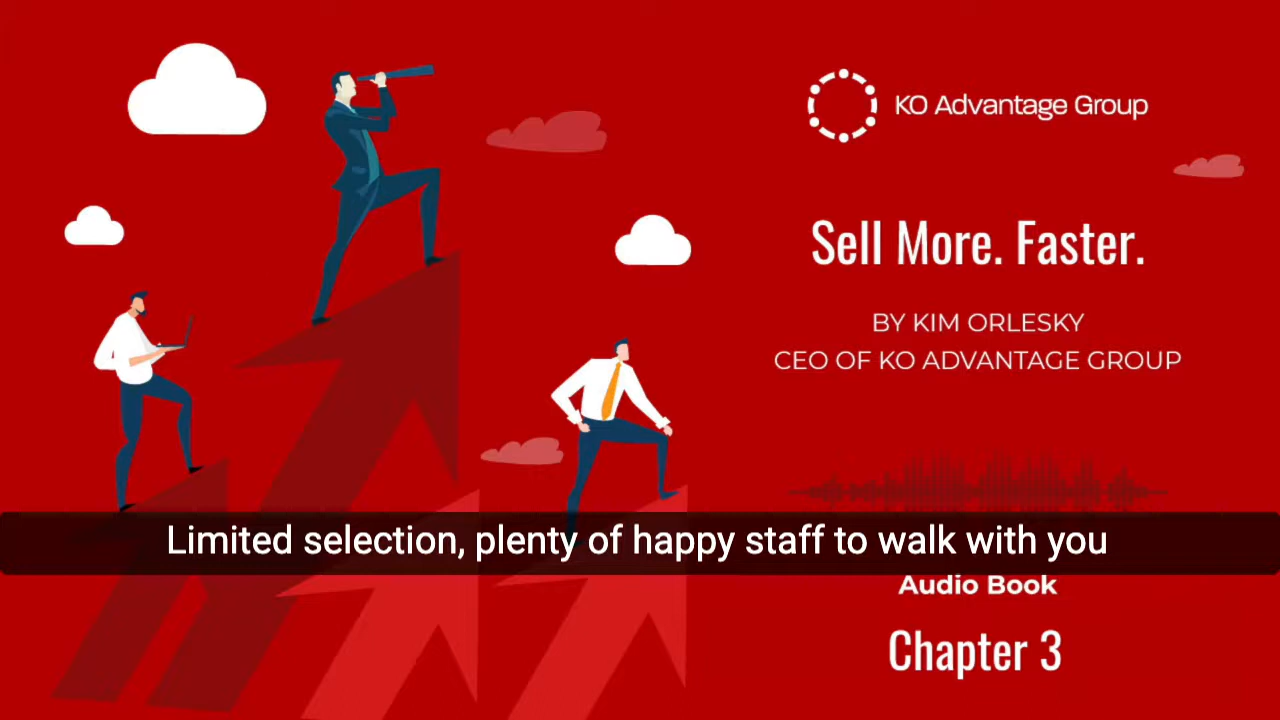 KO Advantage Group
Sell More. Faster.
BY KIM ORLESKY
CEO OF KO ADVANTAGE GROUP
Limited selection, plenty of happy staff to walk with you
Audio Book
Chapter 3